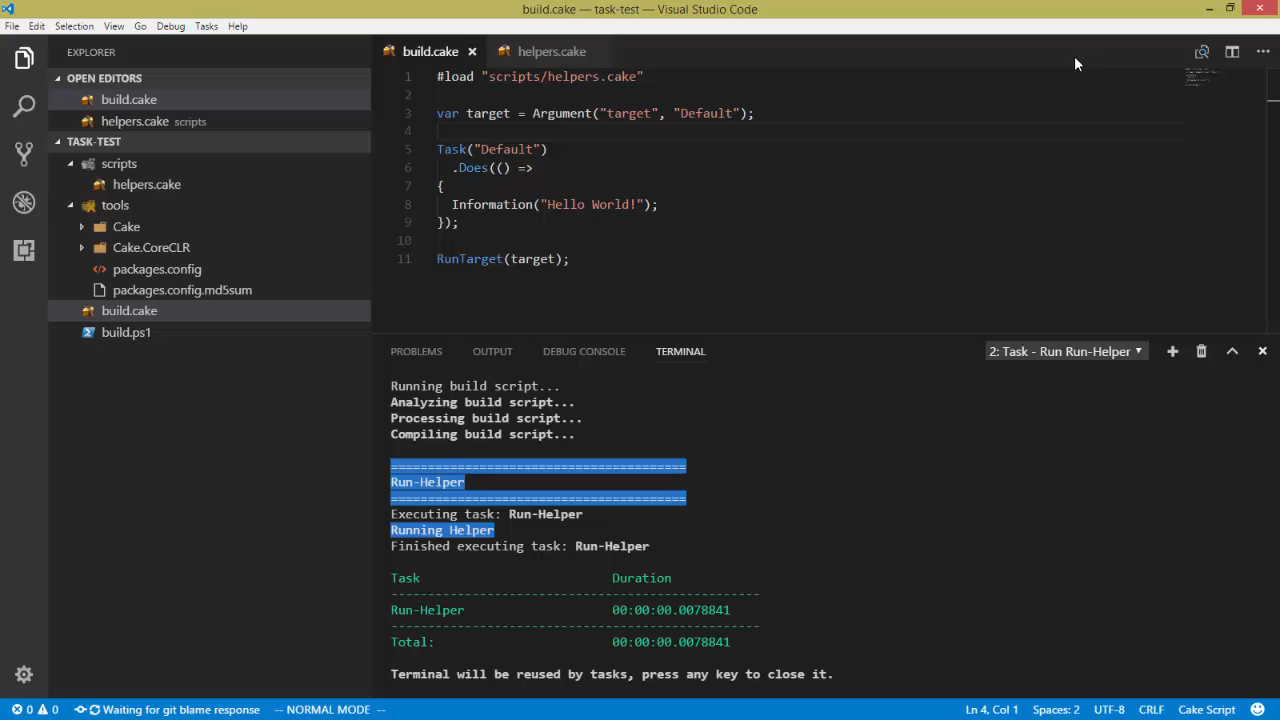 build.cake — task-test — Visual Studio Code
File Edit Selection View Go Debug Tasks Help
EXPLORER
OPEN EDITORS
build.cake
helpers.cake scripts
TASK-TEST
scripts
helpers.cake
tools
Cake
Cake.CoreCLR
packages.config
packages.config.md5sum
build.cake
build.ps1
build.cake helpers.cake
1 #load "scripts/helpers.cake"
2
3 var target = Argument("target", "Default");
4
5 Task("Default")
6 .Does(() =>
7 {
8 Information("Hello World!");
9 });
10
11 RunTarget(target);
PROBLEMS OUTPUT DEBUG CONSOLE TERMINAL 2: Task - Run Run-Helper
Running build script...
Analyzing build script...
Processing build script...
Compiling build script...
========================================
Run-Helper
========================================
Executing task: Run-Helper
Running Helper
Finished executing task: Run-Helper
Task Duration
--------------------------------------------------
Run-Helper 00:00:00.0078841
--------------------------------------------------
Total: 00:00:00.0078841
Terminal will be reused by tasks, press any key to close it.
0 0 Waiting for git blame response -- NORMAL MODE -- Ln 4, Col 1 Spaces: 2 UTF-8 CRLF Cake Script